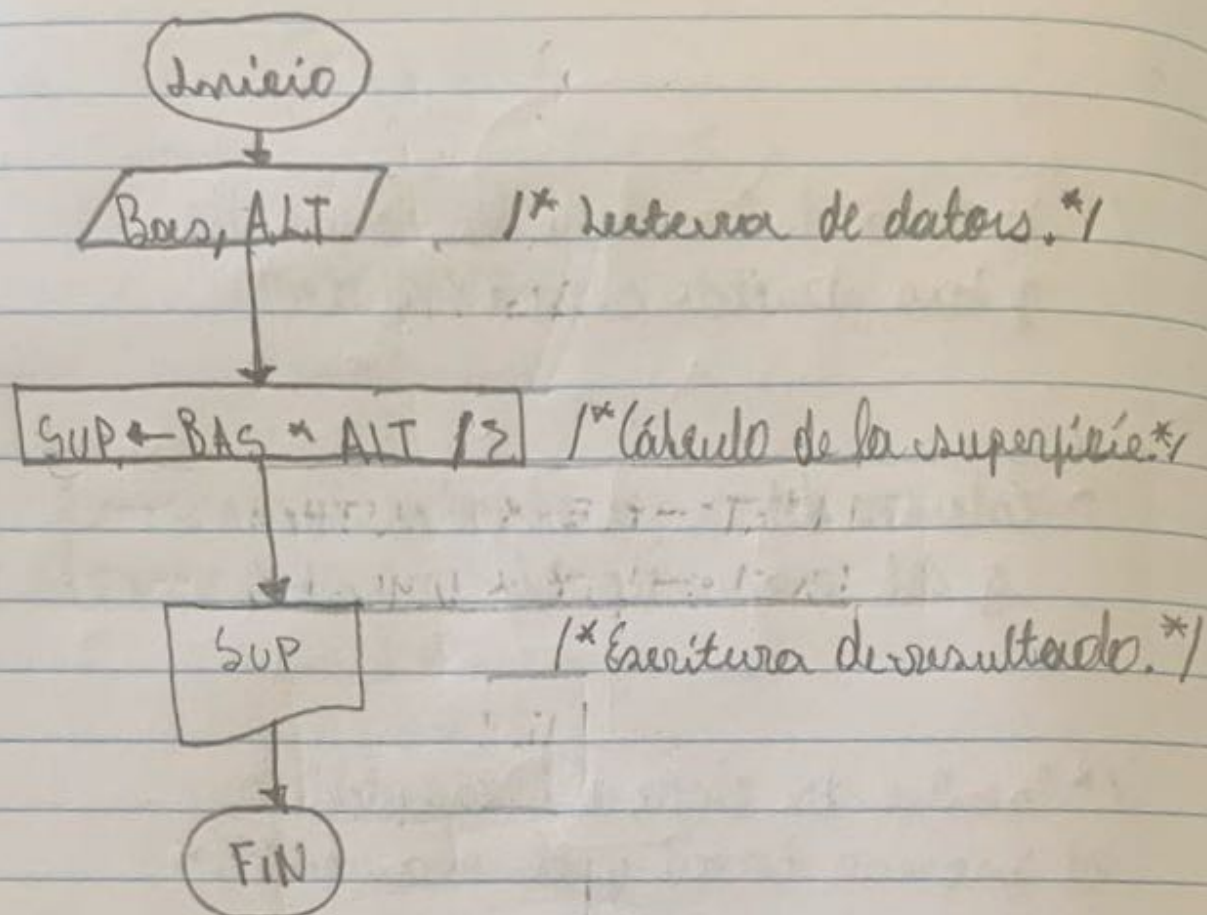 Inicio
Bas, ALT /* Lectura de datos. */
SUP ← BAS * ALT / 2 /* Cálculo de la superficie. */
SUP /* Escritura de resultado. */
FIN